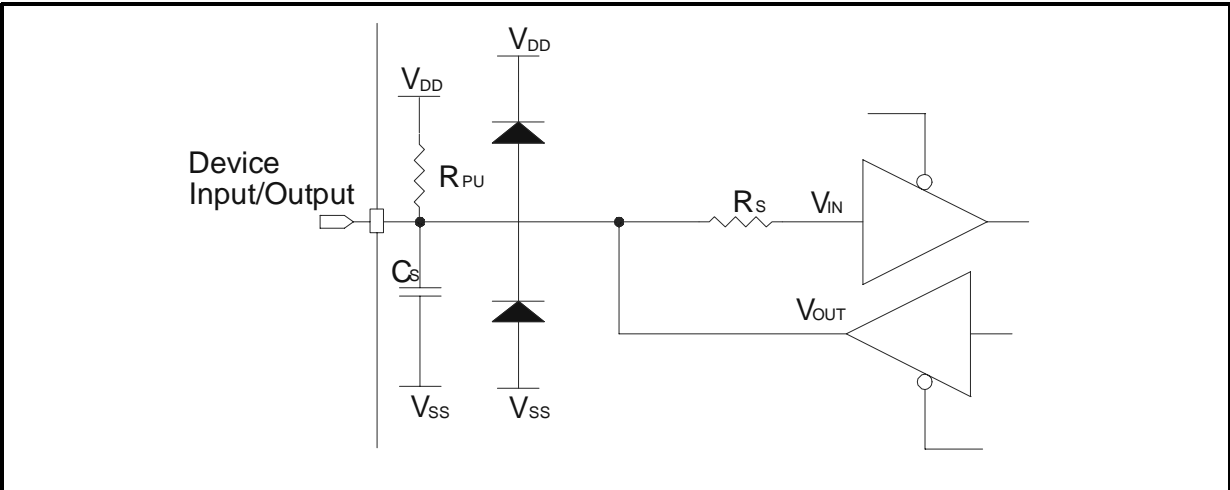 VDD
VDD
Device
Input/Output
RPU
RS
VIN
CS
VOUT
VSS
VSS